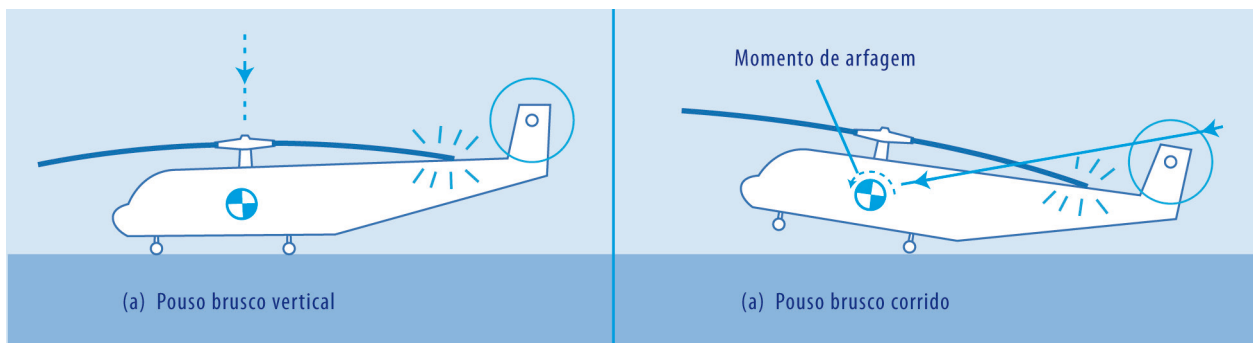 Momento de arfagem
(a) Pouso brusco vertical
(a) Pouso brusco corrido